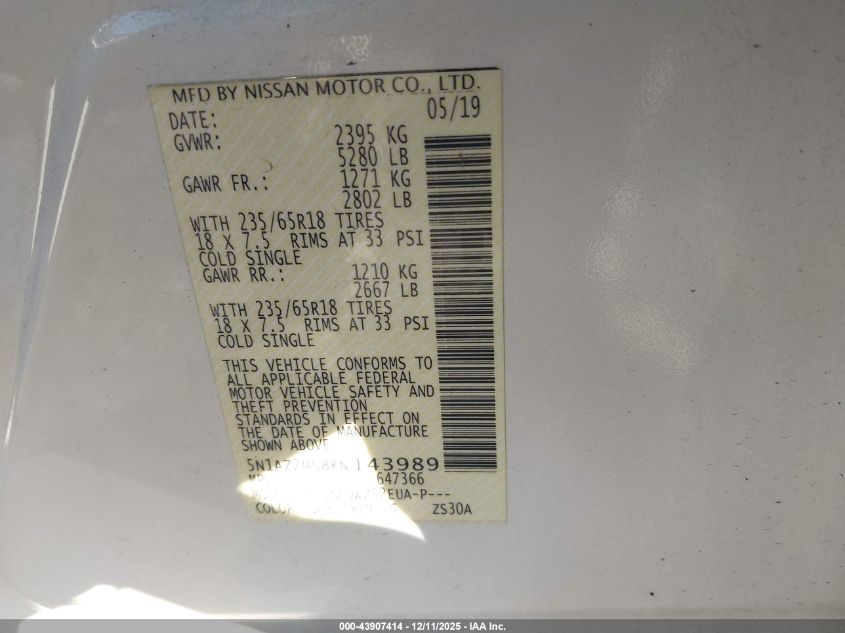 MFD BY NISSAN MOTOR CO., LTD.
DATE: 05/19
GVWR: 2395 KG
5280 LB
GAWR FR.: 1271 KG
2802 LB
WITH 235/65R18 TIRES
18 X 7.5 RIMS AT 33 PSI
COLD SINGLE
GAWR RR.: 1210 KG
2667 LB
WITH 235/65R18 TIRES
18 X 7.5 RIMS AT 33 PSI
COLD SINGLE
THIS VEHICLE CONFORMS TO
ALL APPLICABLE FEDERAL
MOTOR VEHICLE SAFETY AND
THEFT PREVENTION
STANDARDS IN EFFECT ON
THE DATE OF MANUFACTURE
SHOWN ABOVE.
143989
647366
ZS30A
000-43907414 - 12/11/2025 - IAA Inc.